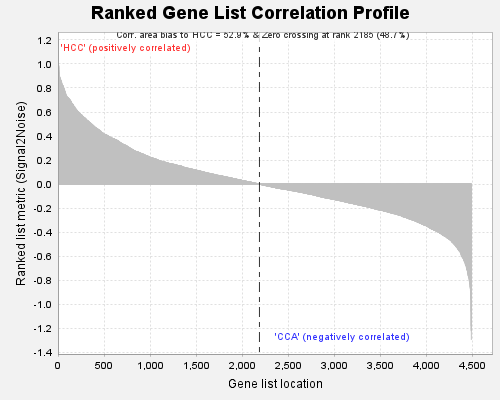 Ranked Gene List Correlation Profile
Corr. area bias to 'HCC' = 52.9% & Zero crossing at rank 2185 (48.7%)
'HCC' (positively correlated)
1.2
1.0
0.8
0.6
0.4
0.2
0.0
-0.2
-0.4
-0.6
-0.8
-1.0
-1.2
-1.4
Ranked list metric (Signal2Noise)
'CCA' (negatively correlated)
0 500 1,000 1,500 2,000 2,500 3,000 3,500 4,000 4,500
Gene list location